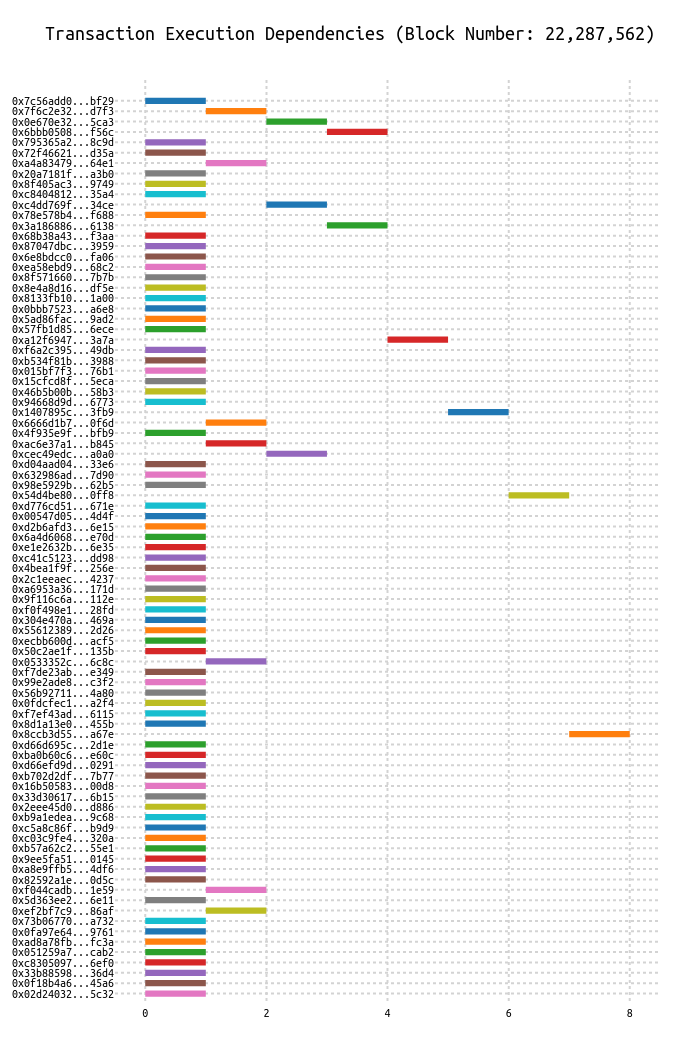 Transaction Execution Dependencies (Block Number: 22,287,562)
0x7c56add0...bf29
0x7f6c2e32...d7f3
0x0e670e32...5ca3
0x6bbb0508...f56c
0x795365a2...8c9d
0x72f46621...d35a
0xa4a83479...64e1
0x20a7181f...a3b0
0x8f405ac3...9749
0xc8404812...35a4
0xc4dd769f...34ce
0x78e578b4...f688
0x3a186886...6138
0x68b38a43...f3aa
0x87047dbc...3959
0x6e8bdcc0...fa06
0xea58ebd9...68c2
0x8f571660...7b7b
0x8e4a8d16...df5e
0x8133fb10...1a00
0x0bbb7523...a6e8
0x5ad86fac...9ad2
0x57fb1d85...6ece
0xa12f6947...3a7a
0xf6a2c395...49db
0xb534f81b...3988
0x015bf7f3...76b1
0x15cfcd8f...5eca
0x46b5b00b...58b3
0x94668d9d...6773
0x1407895c...3fb9
0x6666d1b7...0f6d
0x4f935e9f...bfb9
0xac6e37a1...b845
0xcec49edc...a0a0
0xd04aad04...33e6
0x632986ad...7d90
0x98e5929b...62b5
0x54d4be80...0ff8
0xd776cd51...671e
0x00547d05...4d4f
0xd2b6afd3...6e15
0x6a4d6068...e70d
0xe1e2632b...6e35
0xc41c5123...dd98
0x4bea1f9f...256e
0x2c1eeaec...4237
0xa6953a36...171d
0x9f116c6a...112e
0xf0f498e1...28fd
0x304e470a...469a
0x55612389...2d26
0xecbb600d...acf5
0x50c2ae1f...135b
0x0533352c...6c8c
0xf7de23ab...e349
0x99e2ade8...c3f2
0x56b92711...4a80
0x0fdcfec1...a2f4
0xf7ef43ad...6115
0x8d1a13e0...455b
0x8ccb3d55...a67e
0xd66d695c...2d1e
0xba0b60c6...e60c
0xd66efd9d...0291
0xb702d2df...7b77
0x16b50583...00d8
0x33d30617...6b15
0x2eee45d0...d886
0xb9a1edea...9c68
0xc5a8c86f...b9d9
0xc03c9fe4...320a
0xb57a62c2...55e1
0x9ee5fa51...0145
0xa8e9ffb5...4df6
0x82592a1e...0d5c
0xf044cadb...1e59
0x5d363ee2...6e11
0xef2bf7c9...86af
0x73b06770...a732
0x0fa97e64...9761
0xad8a78fb...fc3a
0x051259a7...cab2
0xc8305097...6ef0
0x33b88598...36d4
0x0f18b4a6...45a6
0x02d24032...5c32
0 2 4 6 8